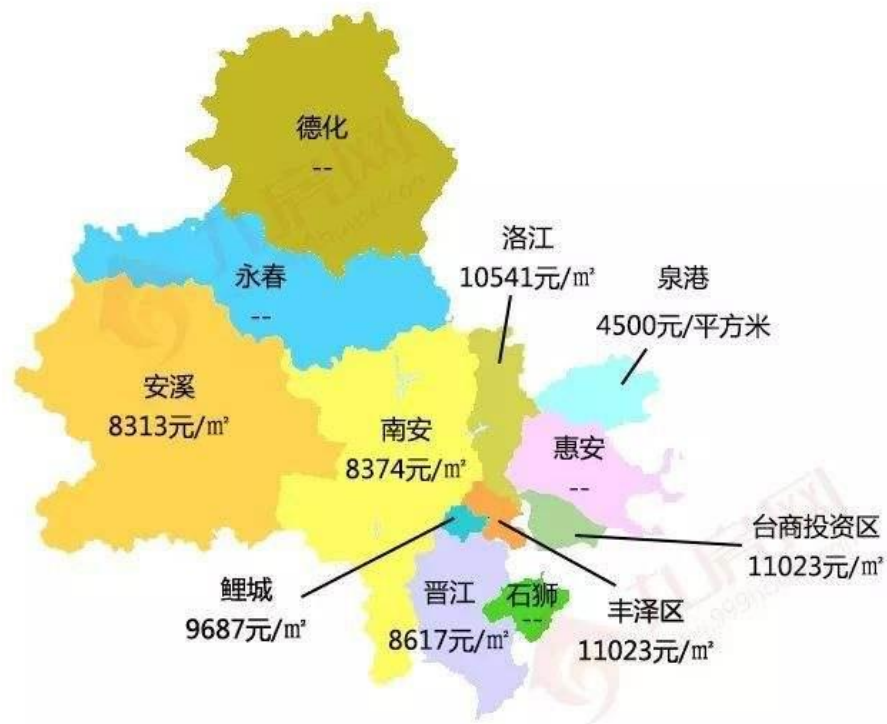 德化
--
永春
--
洛江
10541元/㎡
泉港
4500元/平方米
安溪
8313元/㎡
南安
8374元/㎡
惠安
--
台商投资区
11023元/㎡
鲤城
9687元/㎡
晋江
8617元/㎡
石狮
--
丰泽区
11023元/㎡